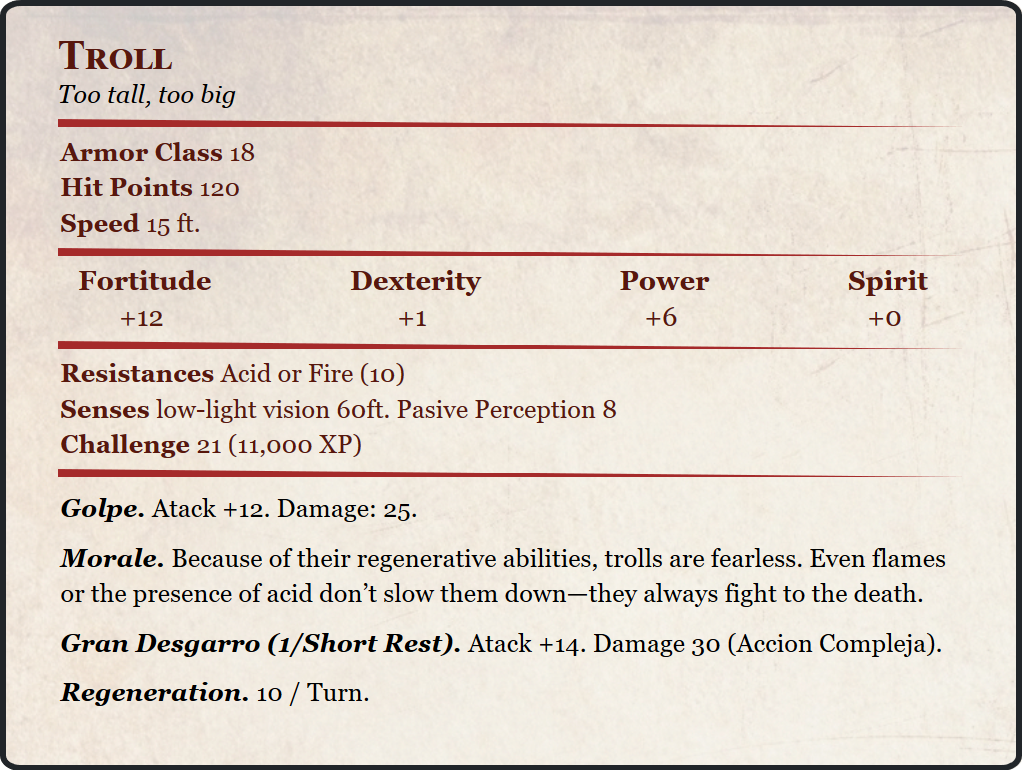 Troll
Too tall, too big
Armor Class 18
Hit Points 120
Speed 15 ft.
Fortitude Dexterity Power Spirit
+12 +1 +6 +0
Resistances Acid or Fire (10)
Senses low-light vision 60ft. Pasive Perception 8
Challenge 21 (11,000 XP)
Golpe. Atack +12. Damage: 25.
Morale. Because of their regenerative abilities, trolls are fearless. Even flames
or the presence of acid don’t slow them down—they always fight to the death.
Gran Desgarro (1/Short Rest). Atack +14. Damage 30 (Accion Compleja).
Regeneration. 10 / Turn.